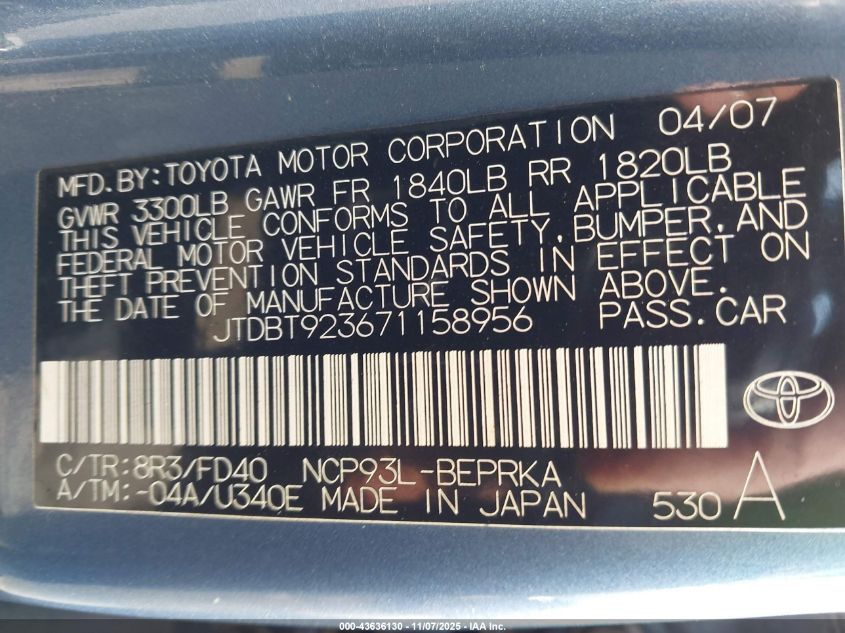 MFD.BY:TOYOTA MOTOR CORPORATION 04/07
GVWR 3300LB GAWR FR 1840LB RR 1820LB
THIS VEHICLE CONFORMS TO ALL APPLICABLE
FEDERAL MOTOR VEHICLE SAFETY,BUMPER,AND
THEFT PREVENTION STANDARDS IN EFFECT ON
THE DATE OF MANUFACTURE SHOWN ABOVE.
JTDBT923671158956 PASS.CAR
C/TR:8R3/FD40 NCP93L-BEPRKA
A/TM:-04A/U340E MADE IN JAPAN 530 A
000-43636130 - 11/07/2025 - IAA Inc.